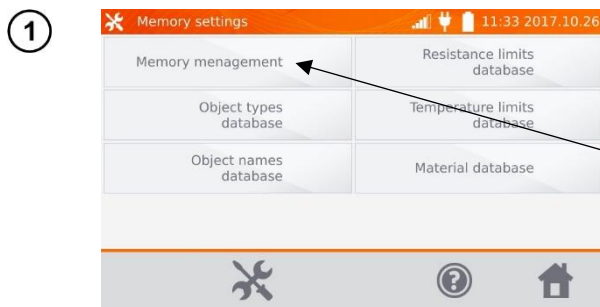 1
Memory settings
11:33 2017.10.26
Memory menagement
Resistance limits
database
Object types
database
Temperature limits
database
Object names
database
Material database
?